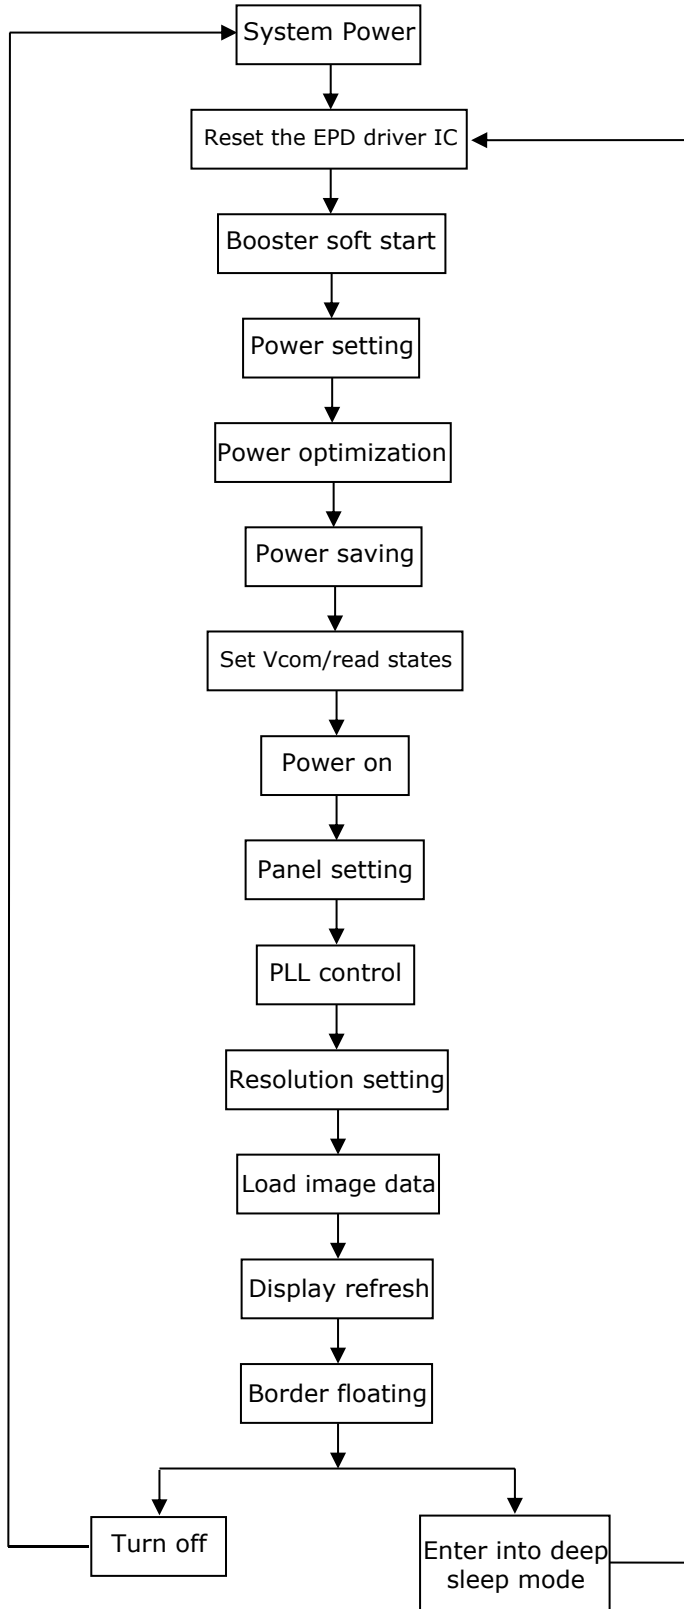 System Power
Reset the EPD driver IC
Booster soft start
Power setting
Power optimization
Power saving
Set Vcom/read states
Power on
Panel setting
PLL control
Resolution setting
Load image data
Display refresh
Border floating
Turn off
Enter into deep
sleep mode